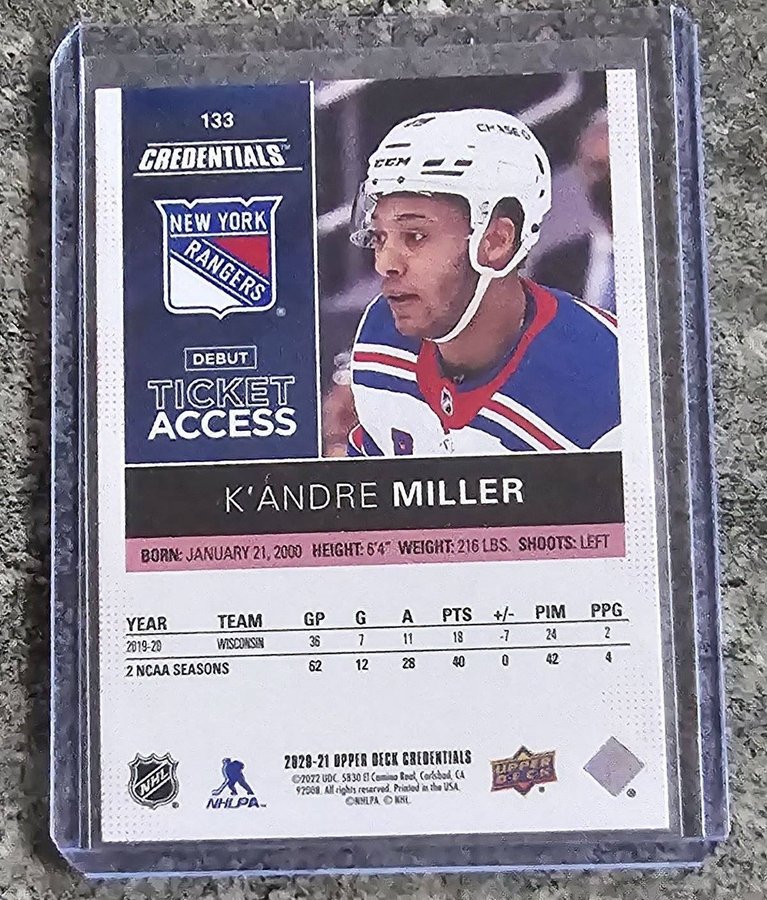 133
CREDENTIALS™
NEW YORK
RANGERS
DEBUT
TICKET
ACCESS
CHASE
CCM
K'ANDRE MILLER
BORN: JANUARY 21, 2000 HEIGHT: 6'4" WEIGHT: 216 LBS. SHOOTS: LEFT
YEAR TEAM GP G A PTS +/- PIM PPG
2019-20 WISCONSIN 36 7 11 18 -7 24 2
2 NCAA SEASONS 62 12 28 40 0 42 4
NHL
NHLPA
2020-21 UPPER DECK CREDENTIALS
©2022 UDC. 5830 El Camino Real, Carlsbad, CA
92008. All rights reserved. Printed in the USA.
©NHLPA. © NHL.
UPPER
DECK